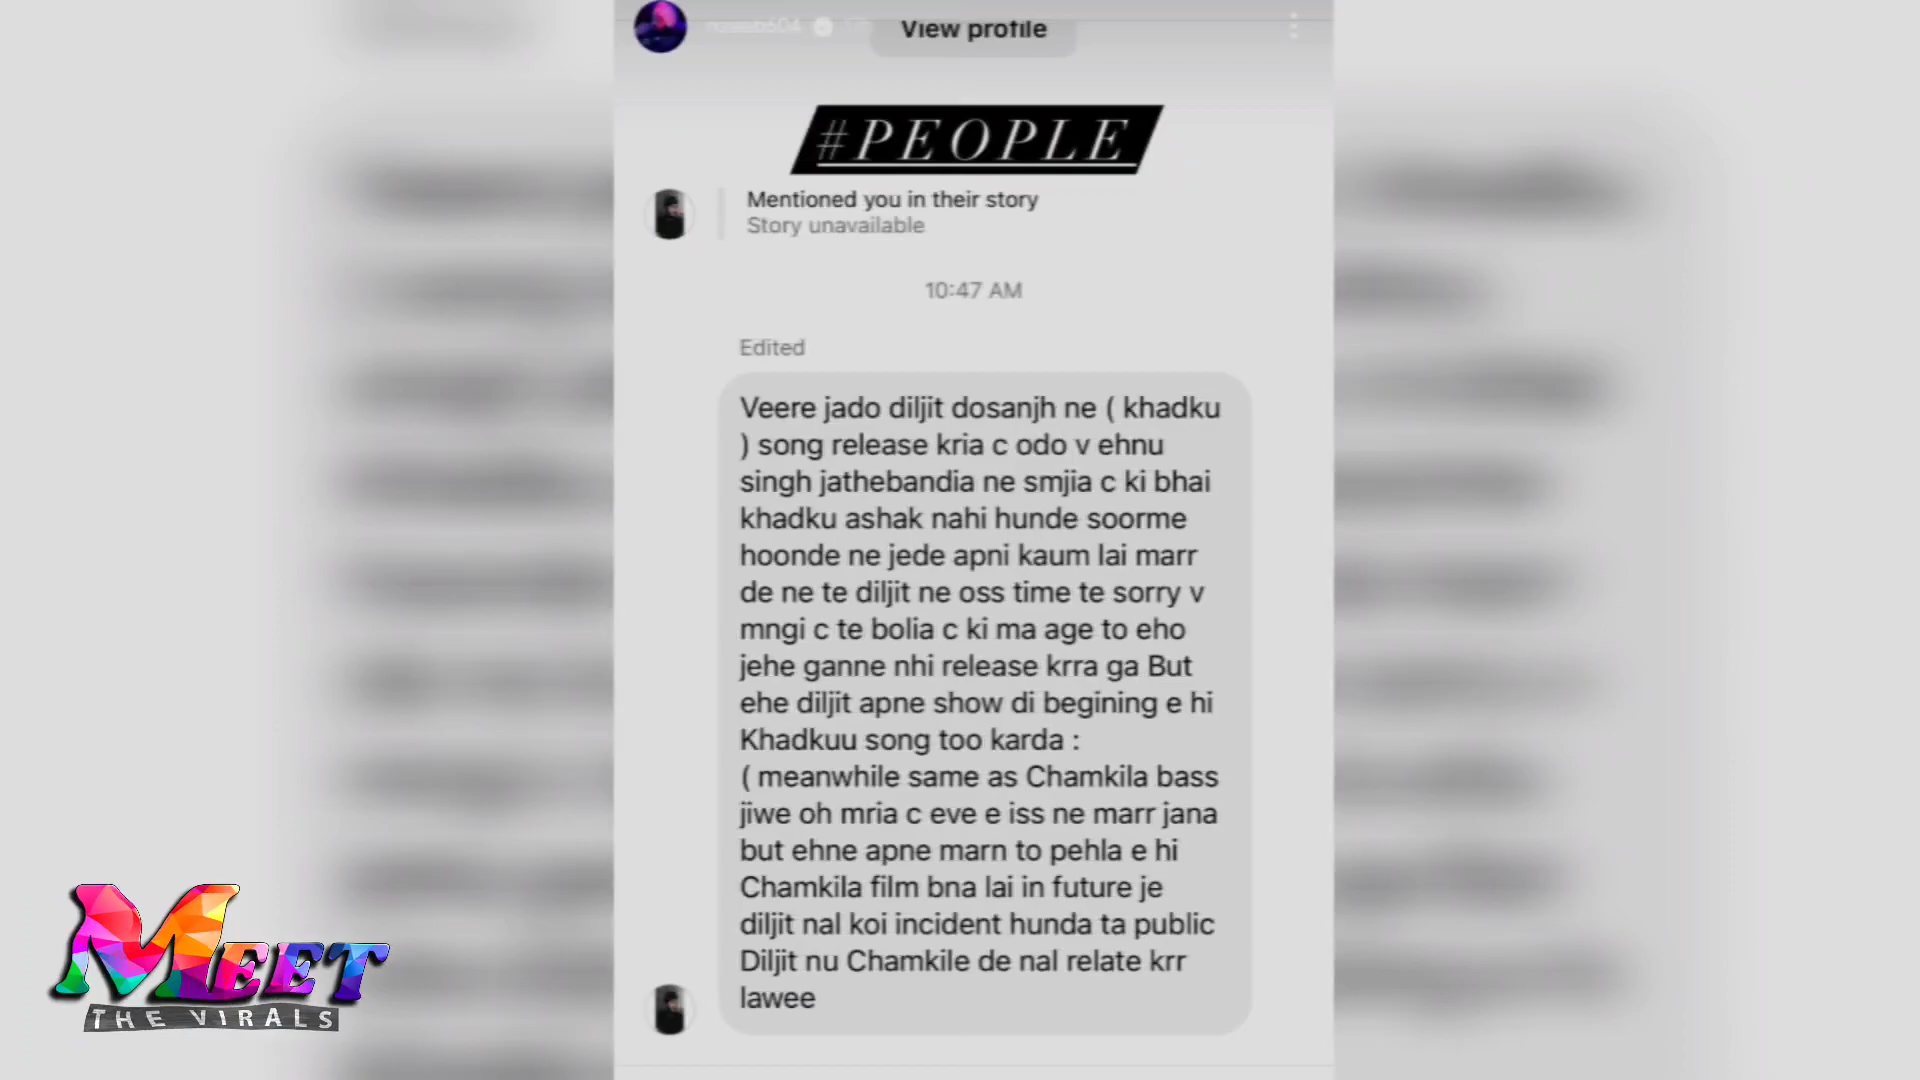 View profile
#PEOPLE
Mentioned you in their story
Story unavailable
10:47 AM
Edited
Veere jado diljit dosanjh ne ( khadku
) song release kria c odo v ehnu
singh jathebandia ne smjia c ki bhai
khadku ashak nahi hunde soorme
hoonde ne jede apni kaum lai marr
de ne te diljit ne oss time te sorry v
mngi c te bolia c ki ma age to eho
jehe ganne nhi release krra ga But
ehe diljit apne show di begining e hi
Khadkuu song too karda :
( meanwhile same as Chamkila bass
jiwe oh mria c eve e iss ne marr jana
but ehne apne marn to pehla e hi
Chamkila film bna lai in future je
diljit nal koi incident hunda ta public
Diljit nu Chamkile de nal relate krr
lawee
MEET
THE VIRALS